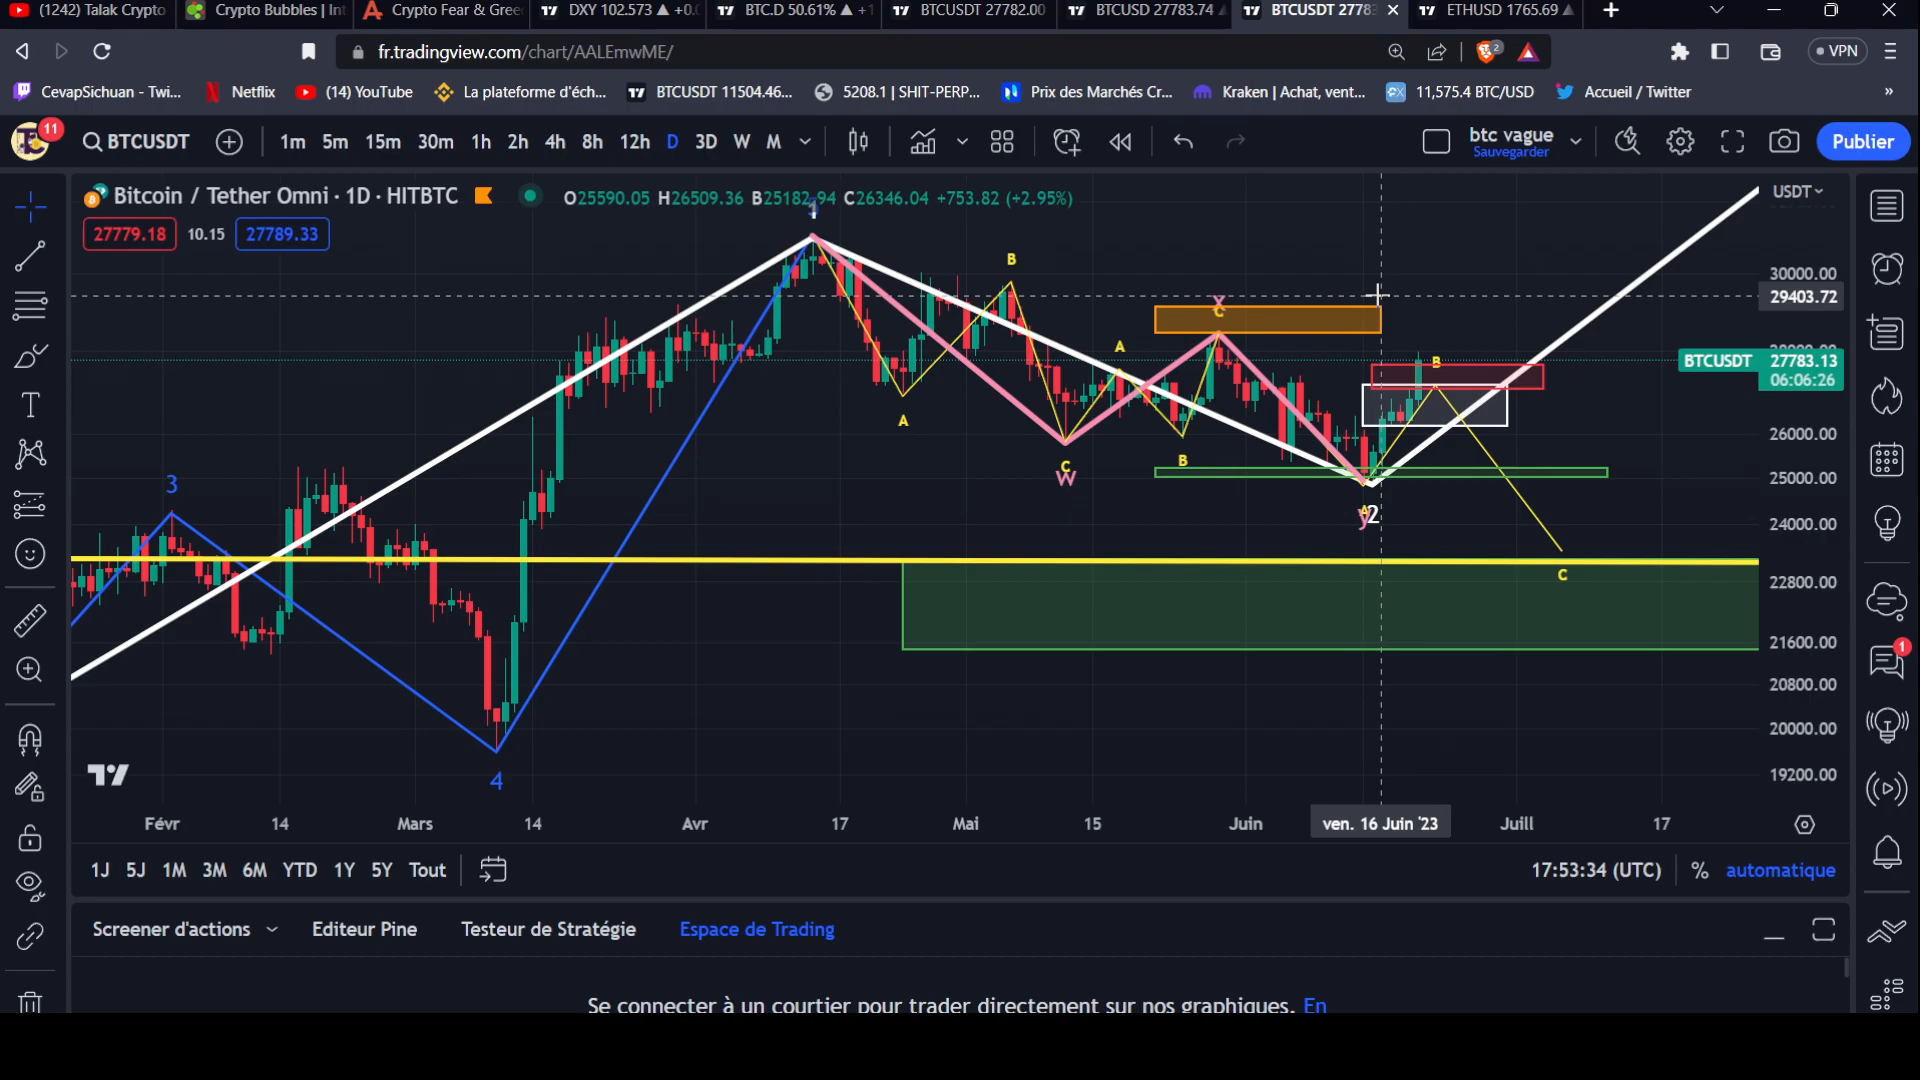 (1242) Talak Crypto
Crypto Bubbles | Int
Crypto Fear & Gree
DXY 102.573 ▲ +0.
BTC.D 50.61% ▲ +1
BTCUSDT 27782.00
BTCUSD 27783.74
BTCUSDT 2778
ETHUSD 1765.69 ▲
fr.tradingview.com/chart/AALEmwME/
2
VPN
CevapSichuan - Twi...
Netflix
(14) YouTube
La plateforme d'éch...
BTCUSDT 11504.46...
5208.1 | SHIT-PERP...
Prix des Marchés Cr...
Kraken | Achat, vent...
11,575.4 BTC/USD
Accueil / Twitter
»
11
BTCUSDT
1m 5m 15m 30m 1h 2h 4h 8h 12h D 3D W M
btc vague
Sauvegarder
Publier
Bitcoin / Tether Omni · 1D · HITBTC
O25590.05 H26509.36 B25182.94 C26346.04 +753.82 (+2.95%)
USDT
27779.18 10.15 27789.33
1
B
30000.00
29403.72
X
C
A
28000.00
BTCUSDT 27783.13
06:06:26
B
A
26000.00
B
C
W
25000.00
3
A
y
2
24000.00
C
22800.00
21600.00
20800.00
20000.00
4
19200.00
Févr 14 Mars 14 Avr 17 Mai 15 Juin ven. 16 Juin '23 Juill 17
1J 5J 1M 3M 6M YTD 1Y 5Y Tout
17:53:34 (UTC) % automatique
Screener d'actions Editeur Pine Testeur de Stratégie Espace de Trading
Se connecter à un courtier pour trader directement sur nos graphiques. En
1